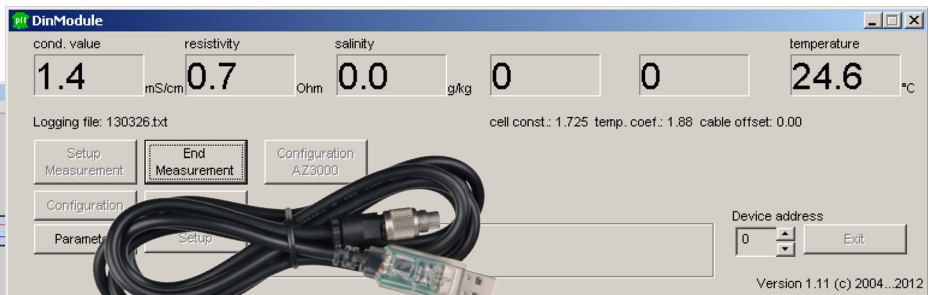 DinModule
cond. value resistivity salinity temperature
1.4 mS/cm 0.7 Ohm 0.0 g/kg 0 0 24.6 °C
Logging file: 130326.txt cell const.: 1.725 temp. coef.: 1.88 cable offset: 0.00
Setup Measurement
End Measurement
Configuration AZ3000
Configuration
Device address
Setup
0 Exit
Version 1.11 (c) 2004...2012